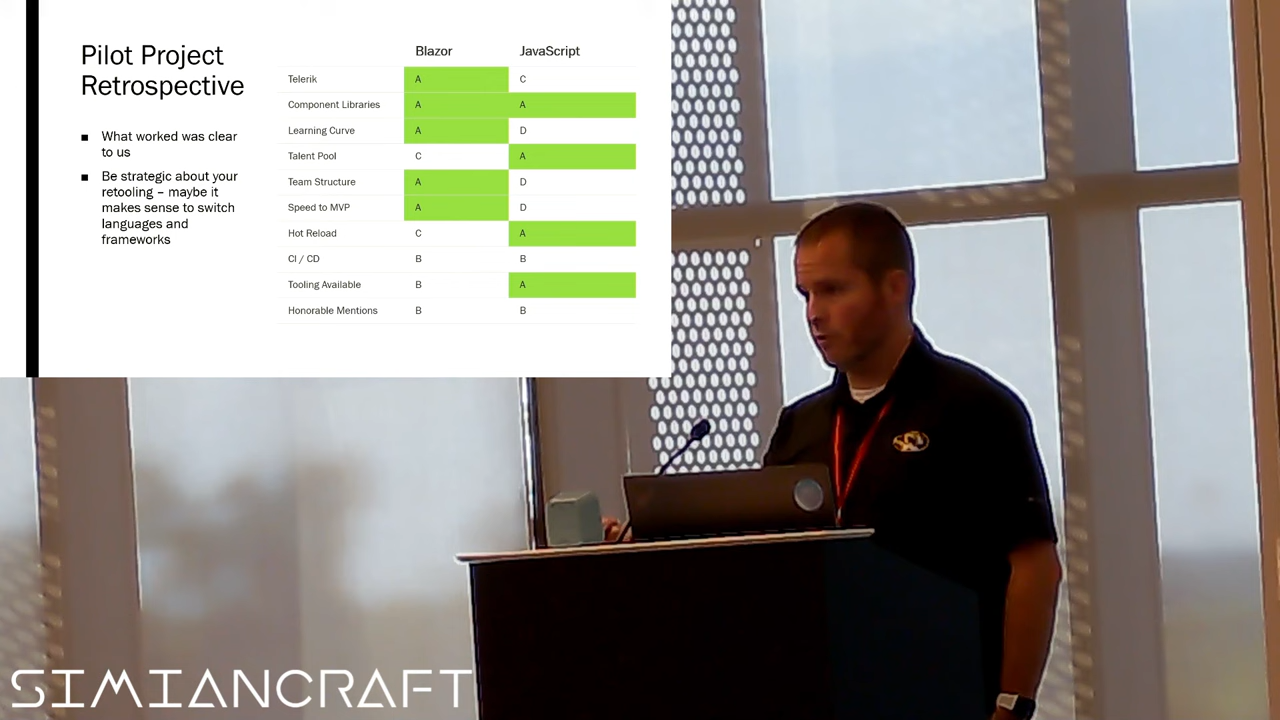 Pilot Project
Retrospective
■ What worked was clear
to us
■ Be strategic about your
retooling – maybe it
makes sense to switch
languages and
frameworks
Blazor JavaScript
Telerik A C
Component Libraries A A
Learning Curve A D
Talent Pool C A
Team Structure A D
Speed to MVP A D
Hot Reload C A
CI / CD B B
Tooling Available B A
Honorable Mentions B B
SIMIANCRAFT